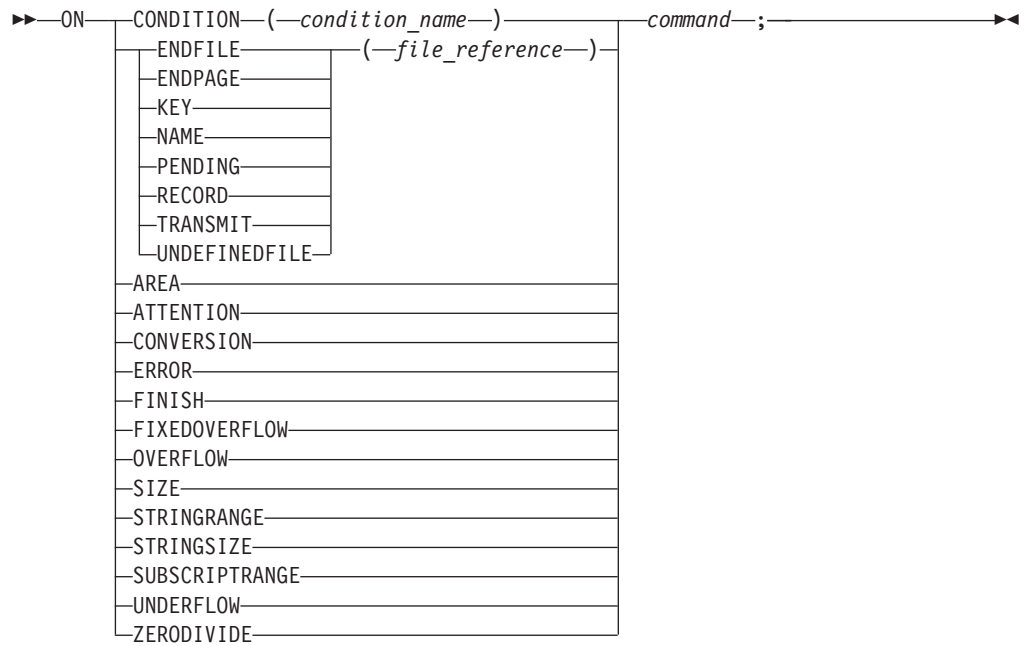 ON CONDITION ( condition_name ) command ;
ENDFILE ( file_reference )
ENDPAGE
KEY
NAME
PENDING
RECORD
TRANSMIT
UNDEFINEDFILE
AREA
ATTENTION
CONVERSION
ERROR
FINISH
FIXEDOVERFLOW
OVERFLOW
SIZE
STRINGRANGE
STRINGSIZE
SUBSCRIPTRANGE
UNDERFLOW
ZERODIVIDE